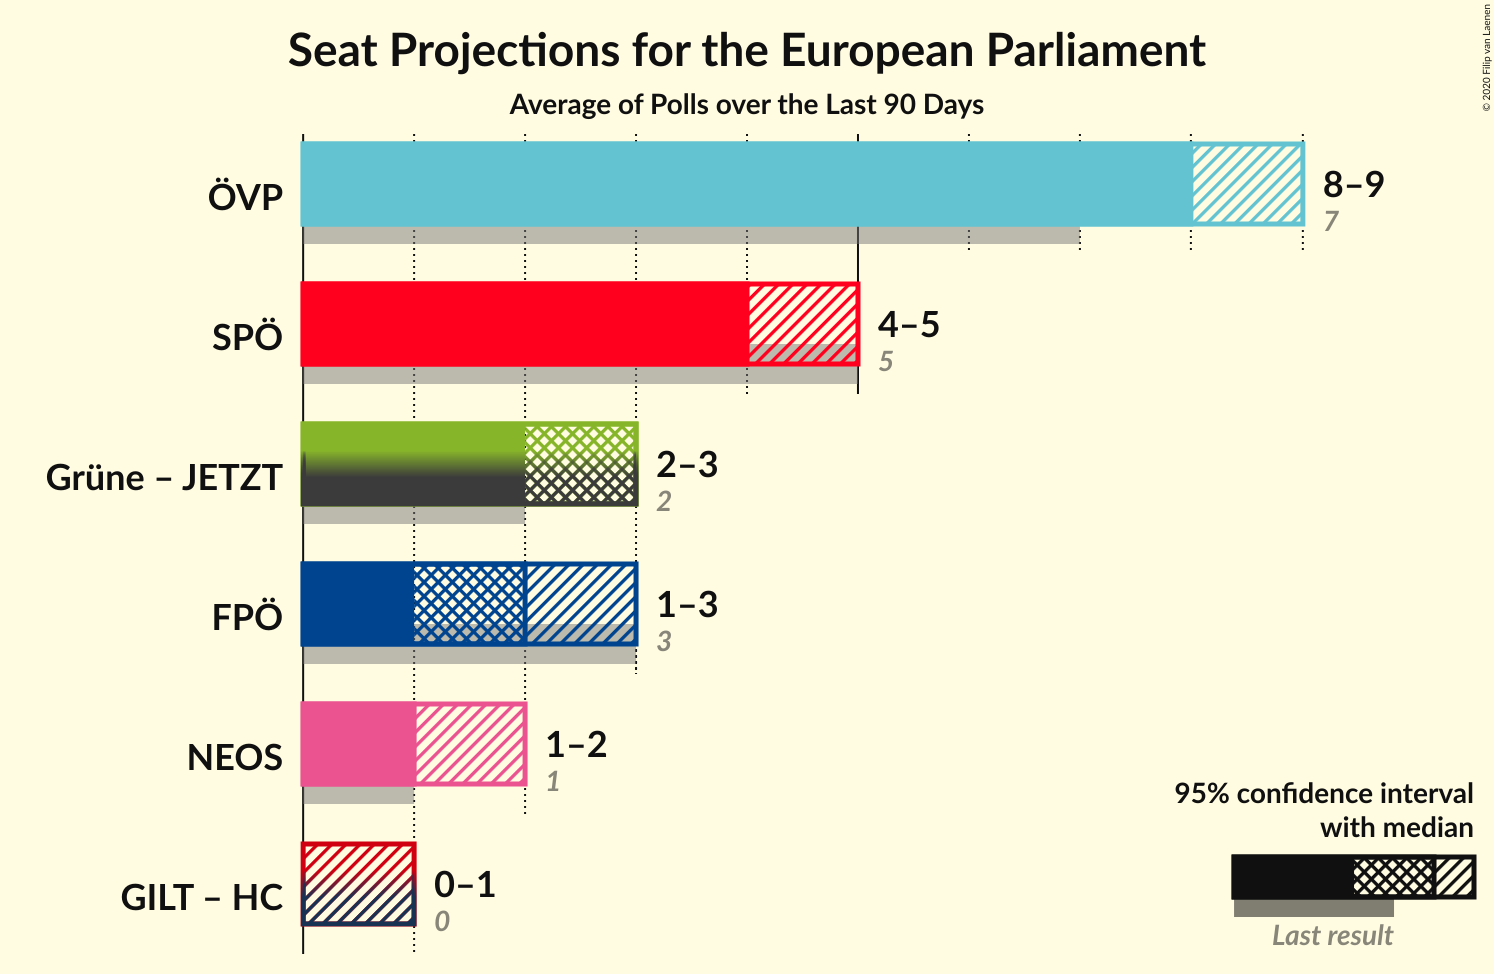 Seat Projections for the European Parliament
Average of Polls over the Last 90 Days
© 2020 Filip van Laenen
ÖVP
8–9
7
SPÖ
4–5
5
Grüne – JETZT
2–3
2
FPÖ
1–3
3
NEOS
1–2
1
GILT – HC
0–1
0
95% confidence interval
with median
Last result